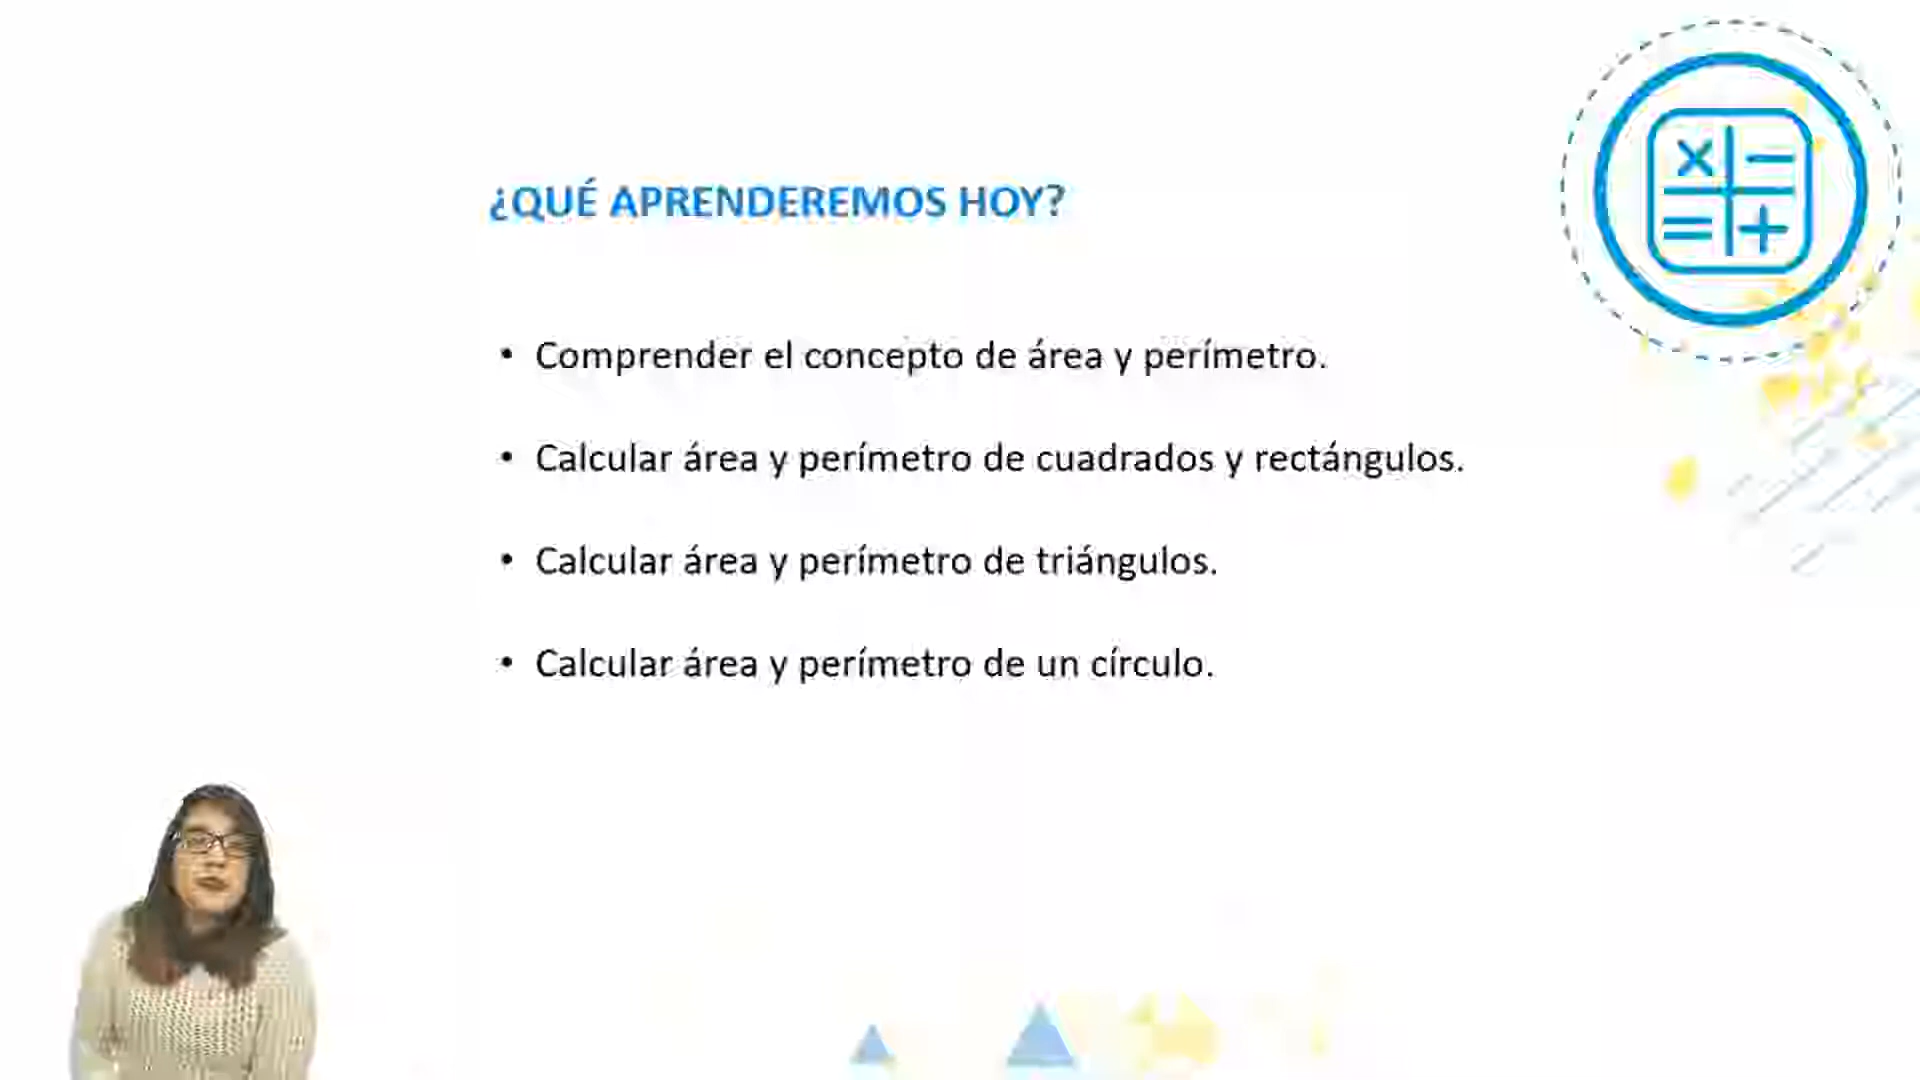 ¿QUÉ APRENDEREMOS HOY?
• Comprender el concepto de área y perímetro.
• Calcular área y perímetro de cuadrados y rectángulos.
• Calcular área y perímetro de triángulos.
• Calcular área y perímetro de un círculo.